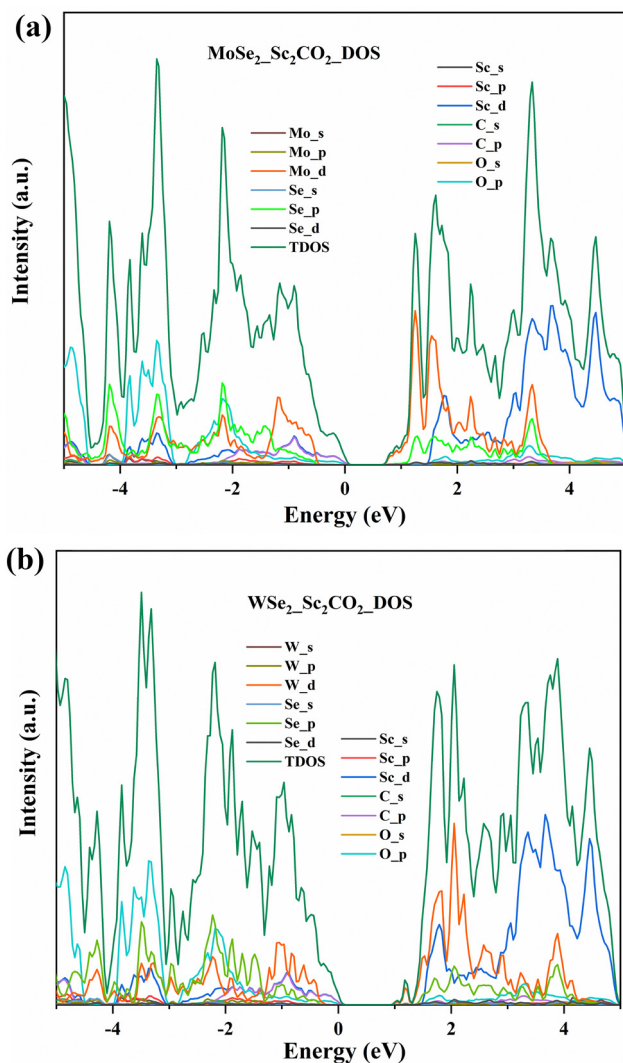 (a)
MoSe₂_Sc₂CO₂_DOS
Mo_s
Mo_p
Mo_d
Se_s
Se_p
Se_d
TDOS
Sc_s
Sc_p
Sc_d
C_s
C_p
O_s
O_p
Intensity (a.u.)
-4
-2
0
2
4
Energy (eV)
(b)
WSe₂_Sc₂CO₂_DOS
W_s
W_p
W_d
Se_s
Se_p
Se_d
TDOS
Sc_s
Sc_p
Sc_d
C_s
C_p
O_s
O_p
Intensity (a.u.)
-4
-2
0
2
4
Energy (eV)